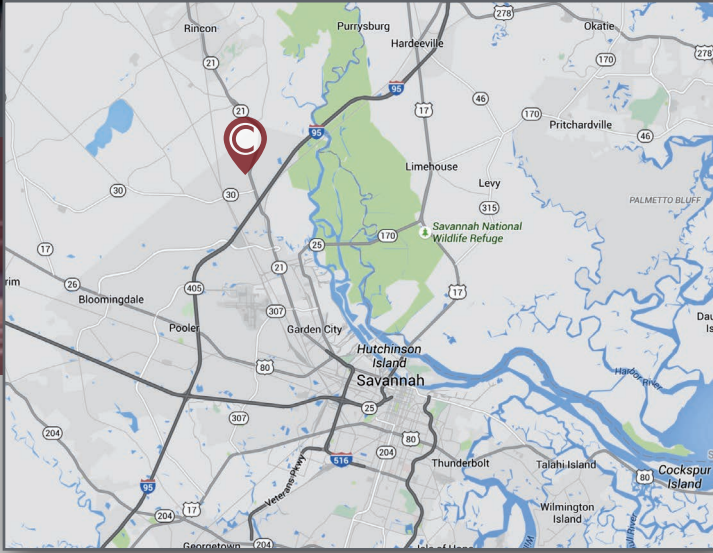 278
Rincon
Purrysburg
Okatie
Hardeeville
278
21
170
95
46
21
17
170
Pritchardville
95
46
C
Limehouse
Levy
30
30
PALMETTO BLUFF
315
Savannah National
Wildlife Refuge
170
17
25
21
26
405
17
Bloomingdale
307
Pooler
Garden City
Hutchinson
Island
80
Savannah
Harbor River
25
307
204
80
204
516
Thunderbolt
Talahi Island
80
Cockspur
Island
95
Veterans Pkwy
17
204
Wilmington
Island
Georgetown
204